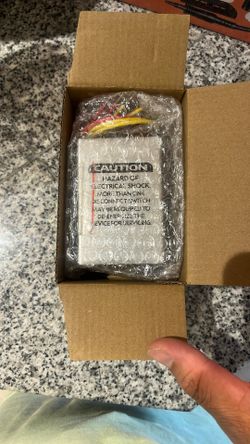 CAUTION
HAZARD OF
ELECTRICAL SHOCK.
MORE THAN ONE
DISCONNECT SWITCH
MAY BE REQUIRED TO
DE-ENERGIZE THE
DEVICE FOR SERVICING.